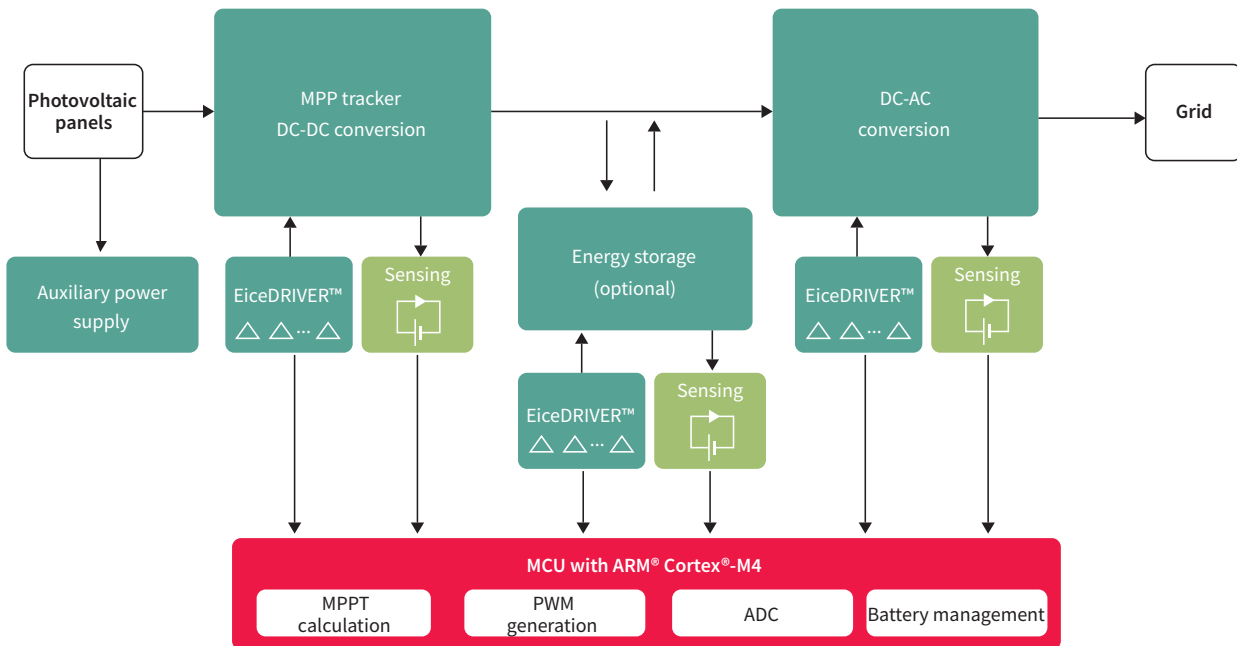 Photovoltaic
panels
MPP tracker
DC-DC conversion
DC-AC
conversion
Grid
Auxiliary power
supply
EiceDRIVER™
...
Sensing
Energy storage
(optional)
EiceDRIVER™
...
Sensing
EiceDRIVER™
...
Sensing
MCU with ARM® Cortex®-M4
MPPT
calculation
PWM
generation
ADC
Battery management